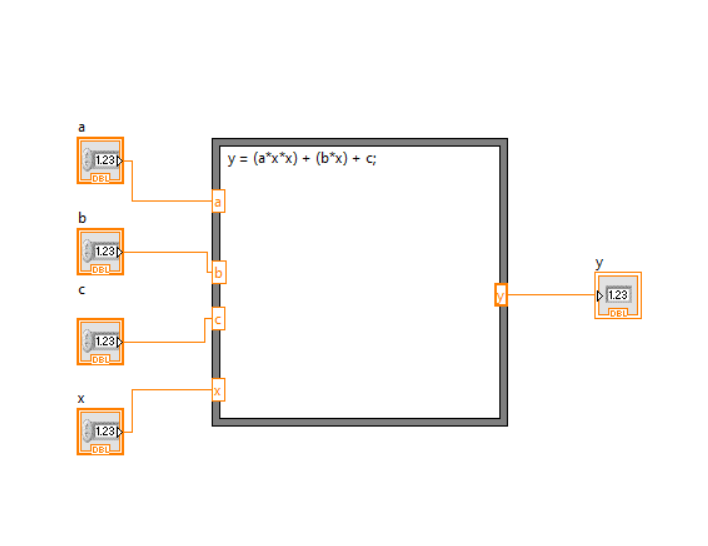 a
1.23
DBL
y = (a*x*x) + (b*x) + c;
a
b
1.23
DBL
b
c
1.23
DBL
c
x
1.23
DBL
x
y
y
1.23
DBL